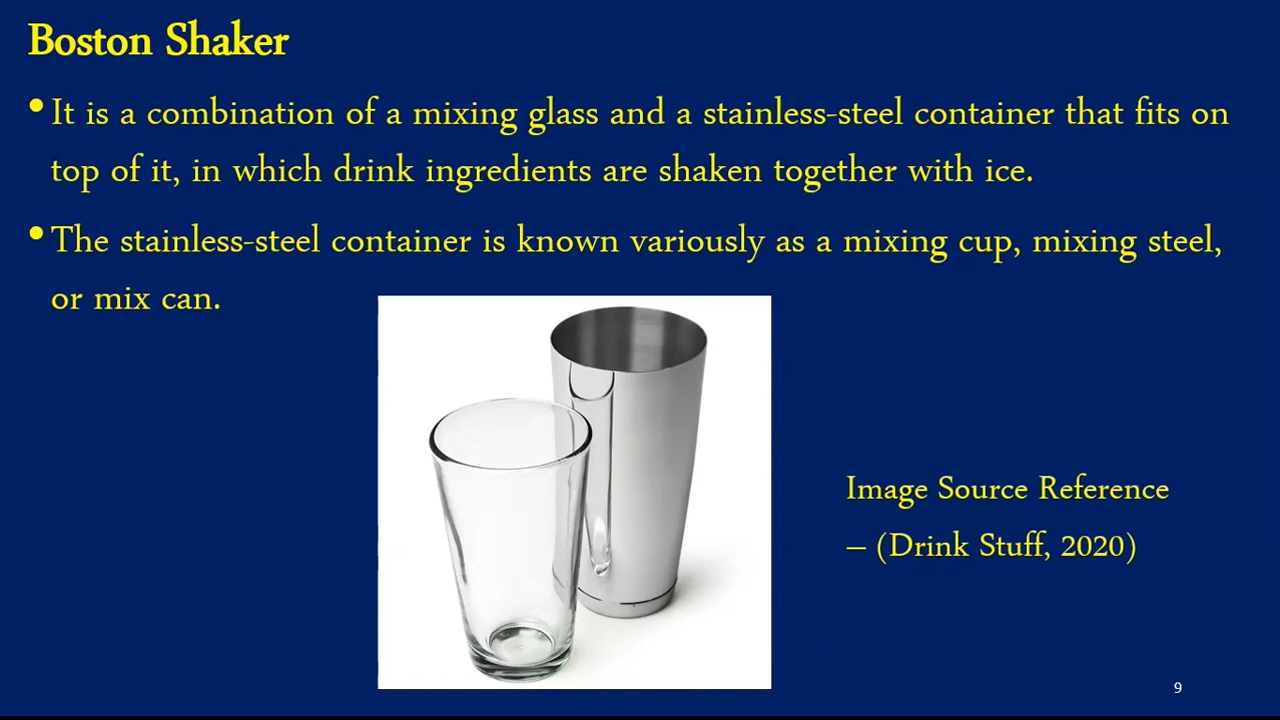 Boston Shaker
•It is a combination of a mixing glass and a stainless-steel container that fits on
top of it, in which drink ingredients are shaken together with ice.
•The stainless-steel container is known variously as a mixing cup, mixing steel,
or mix can.
Image Source Reference
– (Drink Stuff, 2020)
9